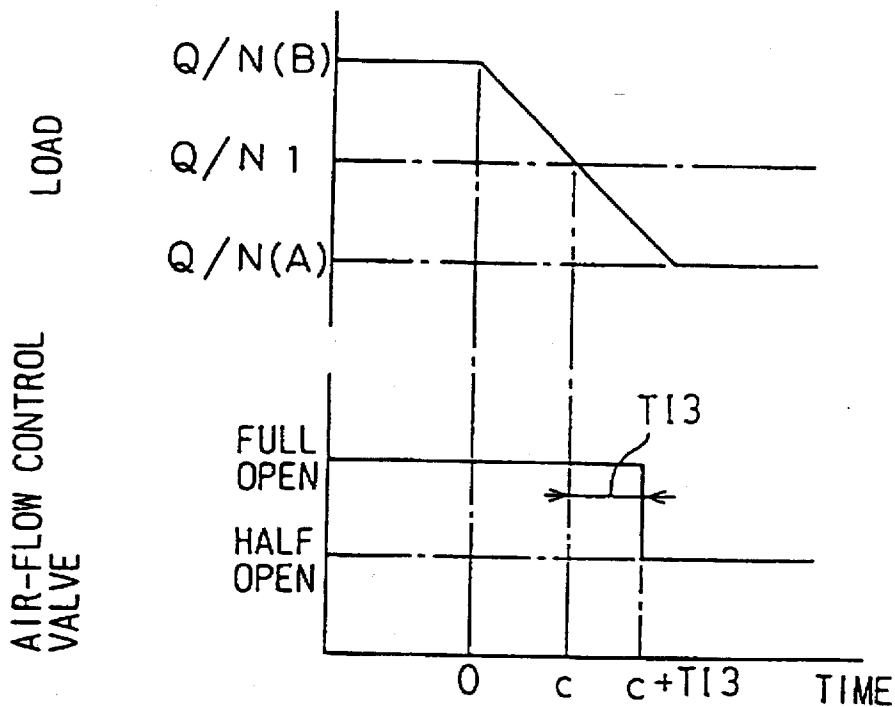 LOAD
Q/N(B)
Q/N 1
Q/N(A)
AIR-FLOW CONTROL
VALVE
FULL
OPEN
HALF
OPEN
TI3
0
c
c+TI3
TIME